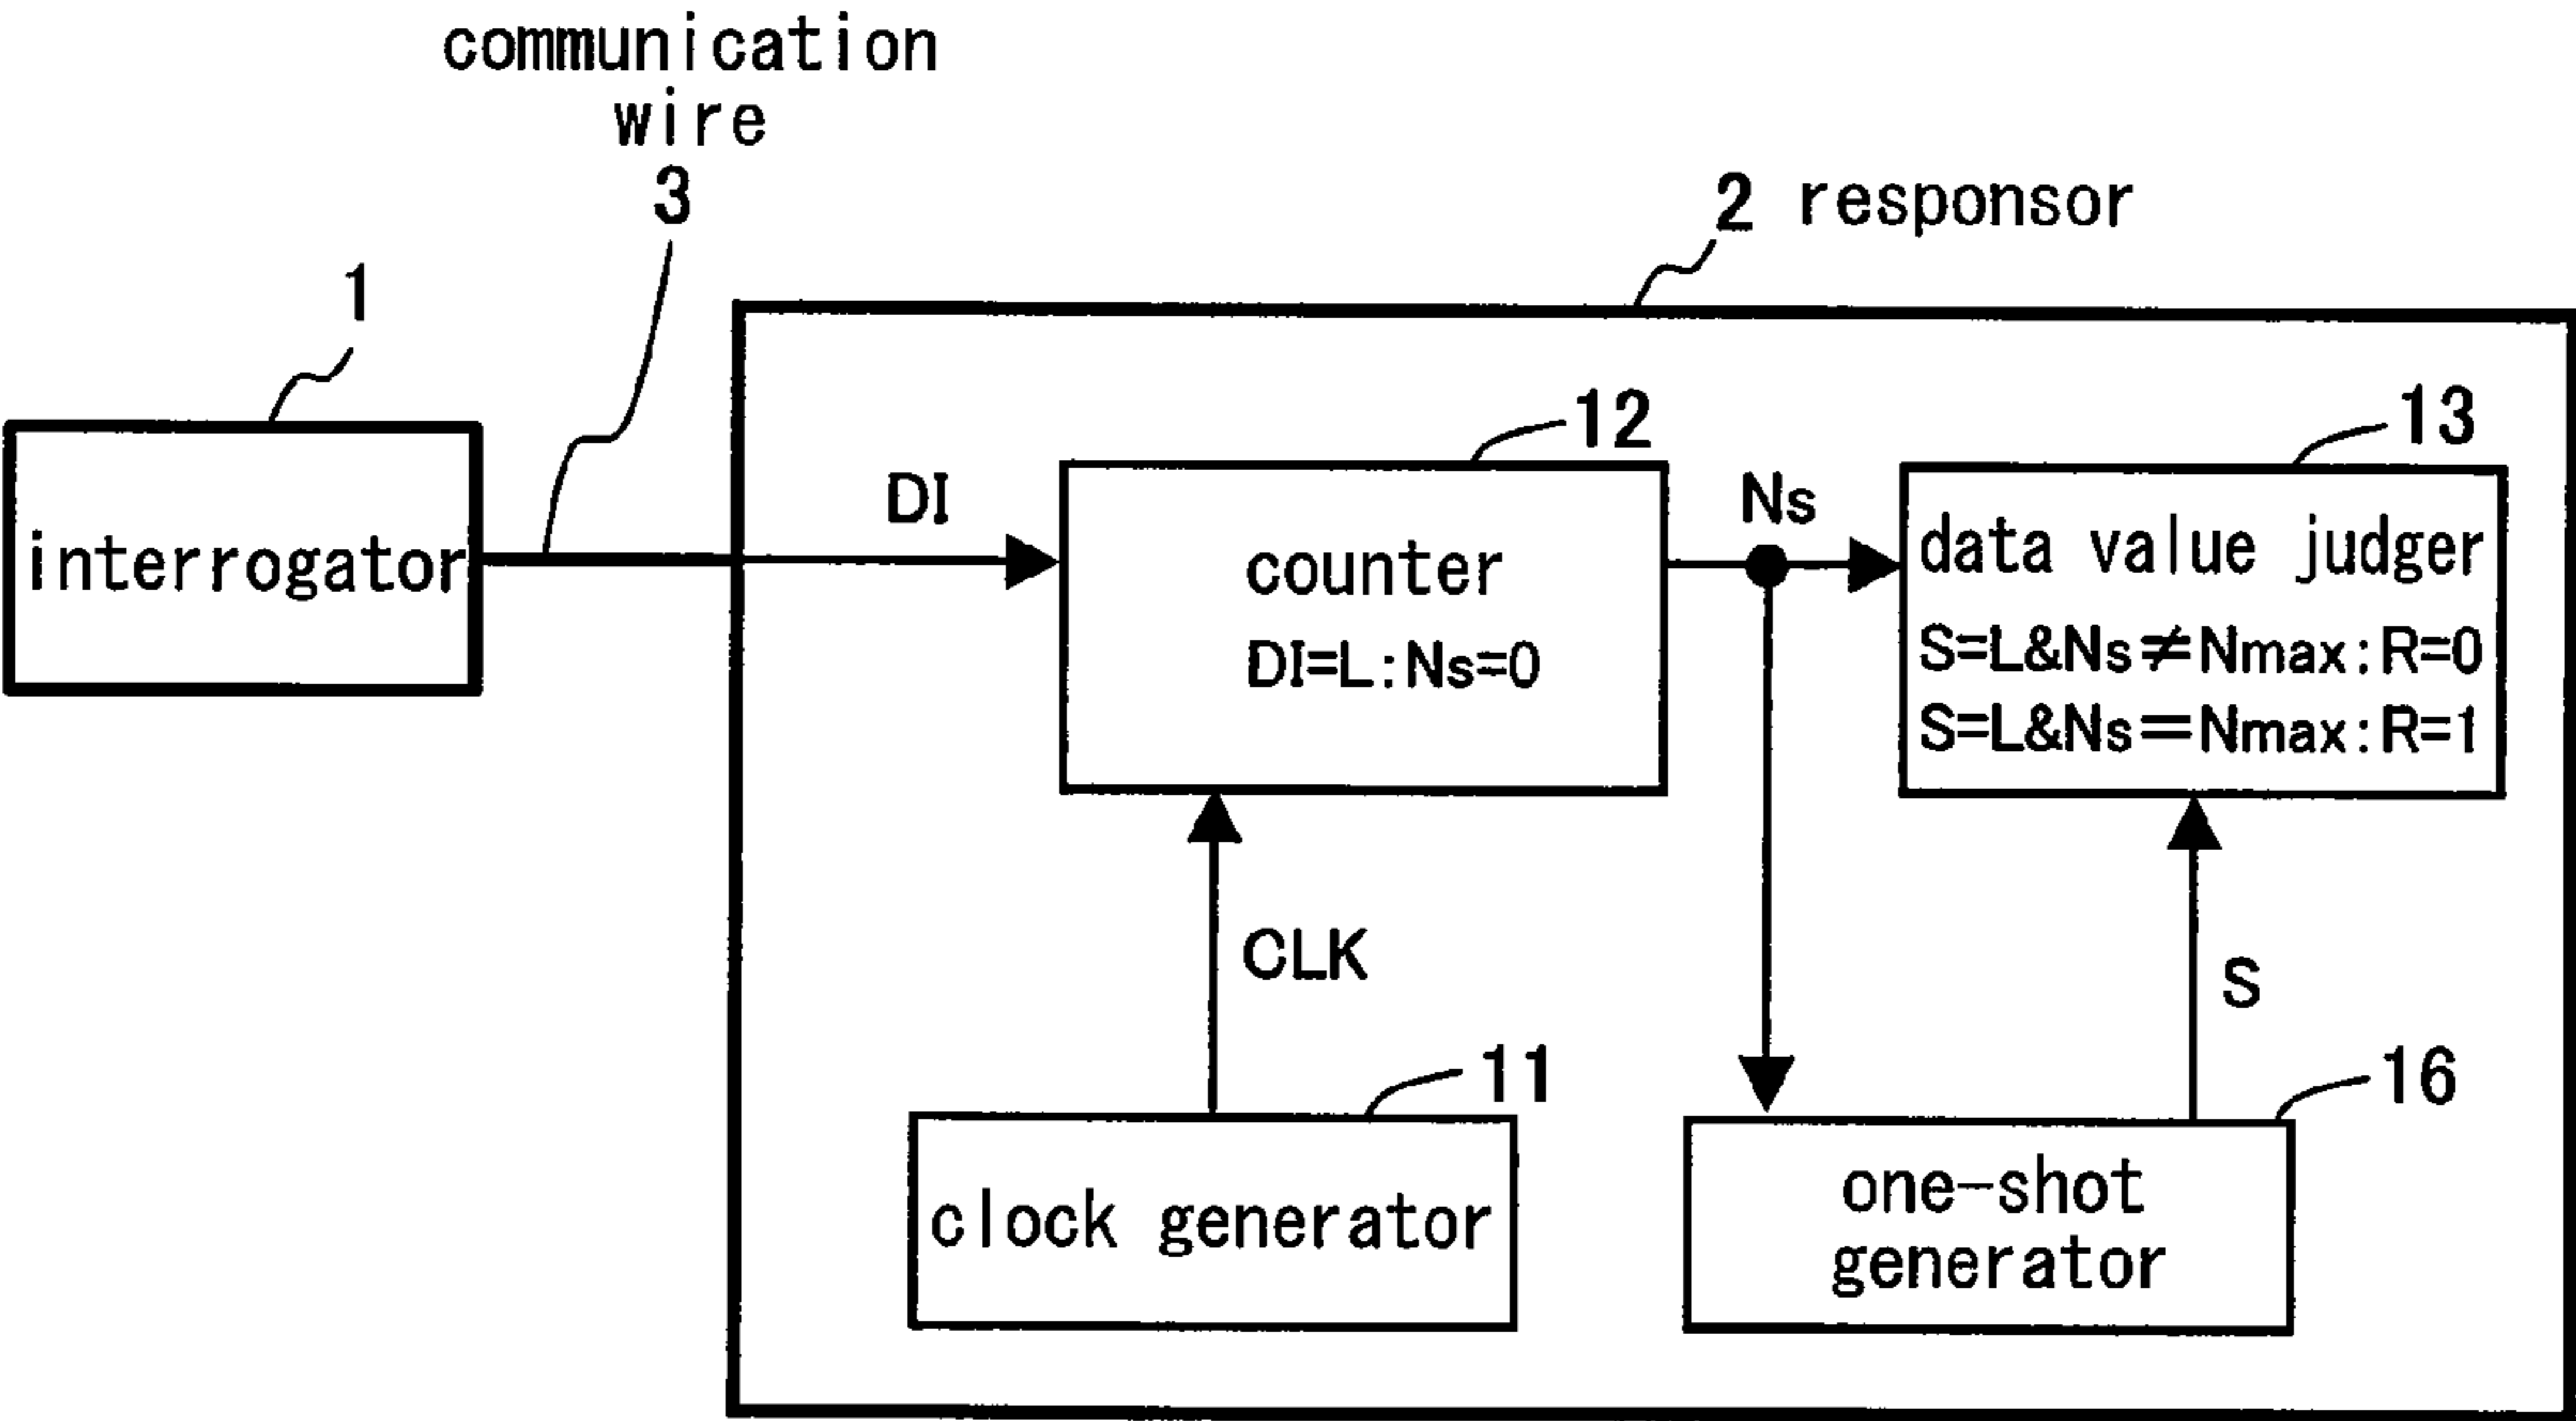 communication
wire
3
2 responsor
1
interrogator
DI
12
counter
DI=L:Ns=0
Ns
13
data value judger
S=L&Ns≠Nmax:R=0
S=L&Ns=Nmax:R=1
CLK
S
11
clock generator
16
one-shot
generator